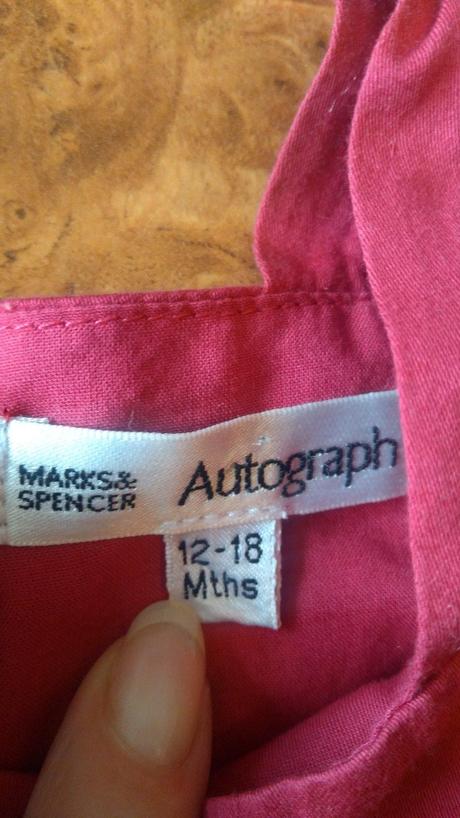 MARKS&
SPENCER
Autograph
12-18
Mths